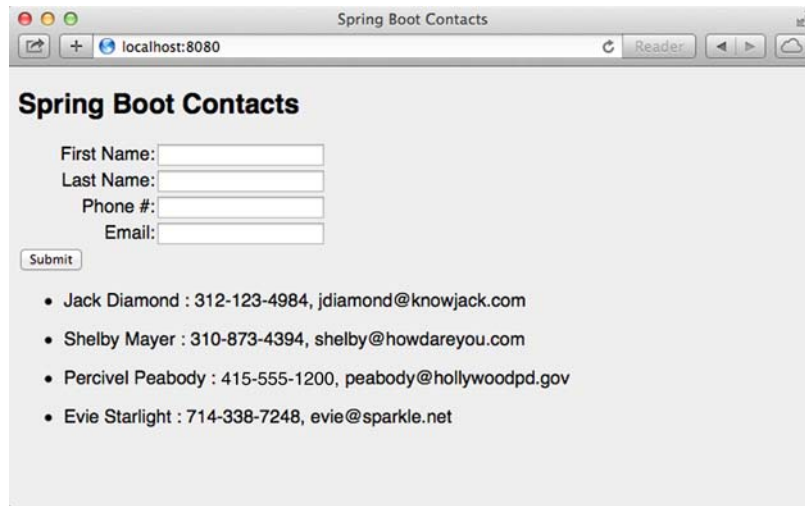 Spring Boot Contacts
+ localhost:8080 Reader
Spring Boot Contacts
First Name:
Last Name:
Phone #:
Email:
Submit
• Jack Diamond : 312-123-4984, jdiamond@knowjack.com
• Shelby Mayer : 310-873-4394, shelby@howdareyou.com
• Percivel Peabody : 415-555-1200, peabody@hollywoodpd.gov
• Evie Starlight : 714-338-7248, evie@sparkle.net